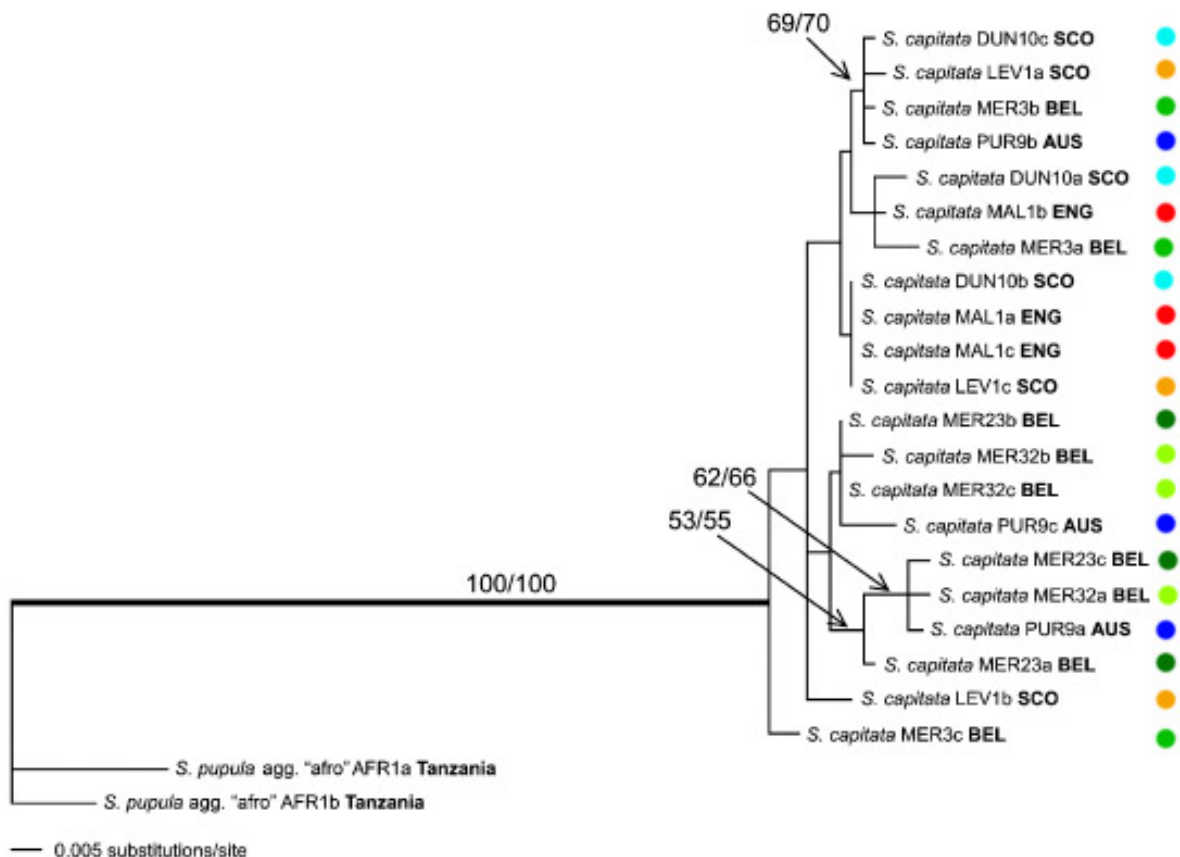 69/70
S. capitata DUN10c SCO
S. capitata LEV1a SCO
S. capitata MER3b BEL
S. capitata PUR9b AUS
S. capitata DUN10a SCO
S. capitata MAL1b ENG
S. capitata MER3a BEL
S. capitata DUN10b SCO
S. capitata MAL1a ENG
S. capitata MAL1c ENG
S. capitata LEV1c SCO
S. capitata MER23b BEL
S. capitata MER32b BEL
62/66
S. capitata MER32c BEL
53/55
S. capitata PUR9c AUS
S. capitata MER23c BEL
100/100
S. capitata MER32a BEL
S. capitata PUR9a AUS
S. capitata MER23a BEL
S. capitata LEV1b SCO
S. capitata MER3c BEL
S. pupula agg. "afro" AFR1a Tanzania
S. pupula agg. "afro" AFR1b Tanzania
0.005 substitutions/site